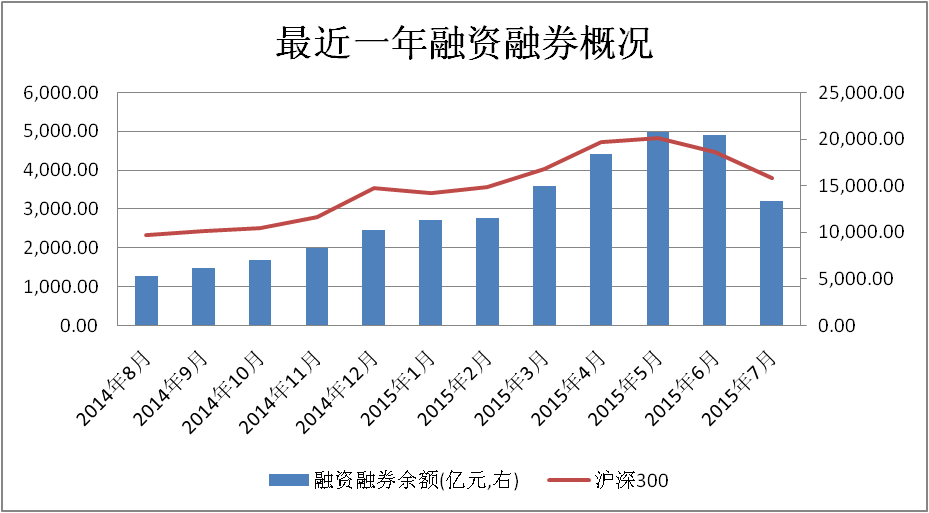 最近一年融资融券概况
6,000.00
5,000.00
4,000.00
3,000.00
2,000.00
1,000.00
0.00
25,000.00
20,000.00
15,000.00
10,000.00
5,000.00
0.00
2014年8月
2014年9月
2014年10月
2014年11月
2014年12月
2015年1月
2015年2月
2015年3月
2015年4月
2015年5月
2015年6月
2015年7月
融资融券余额(亿元,右)
沪深300